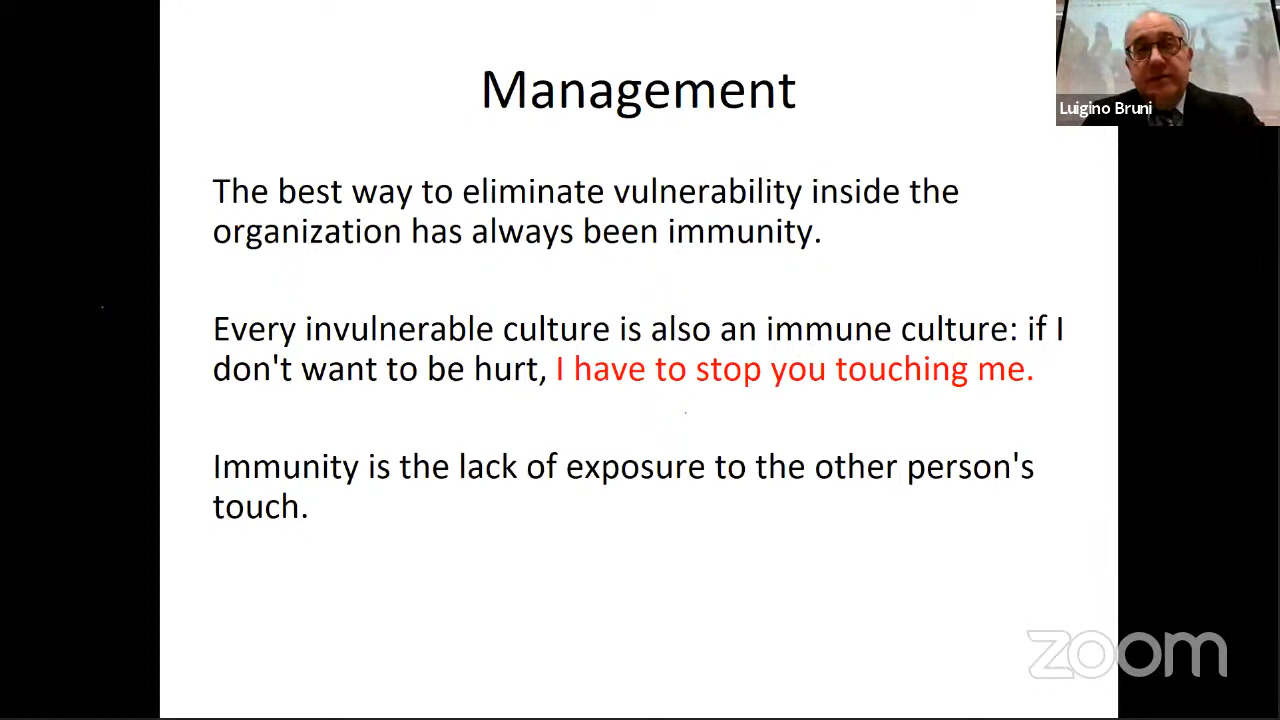 Management
Luigino Bruni
The best way to eliminate vulnerability inside the
organization has always been immunity.
Every invulnerable culture is also an immune culture: if I
don't want to be hurt, I have to stop you touching me.
Immunity is the lack of exposure to the other person's
touch.
zoom